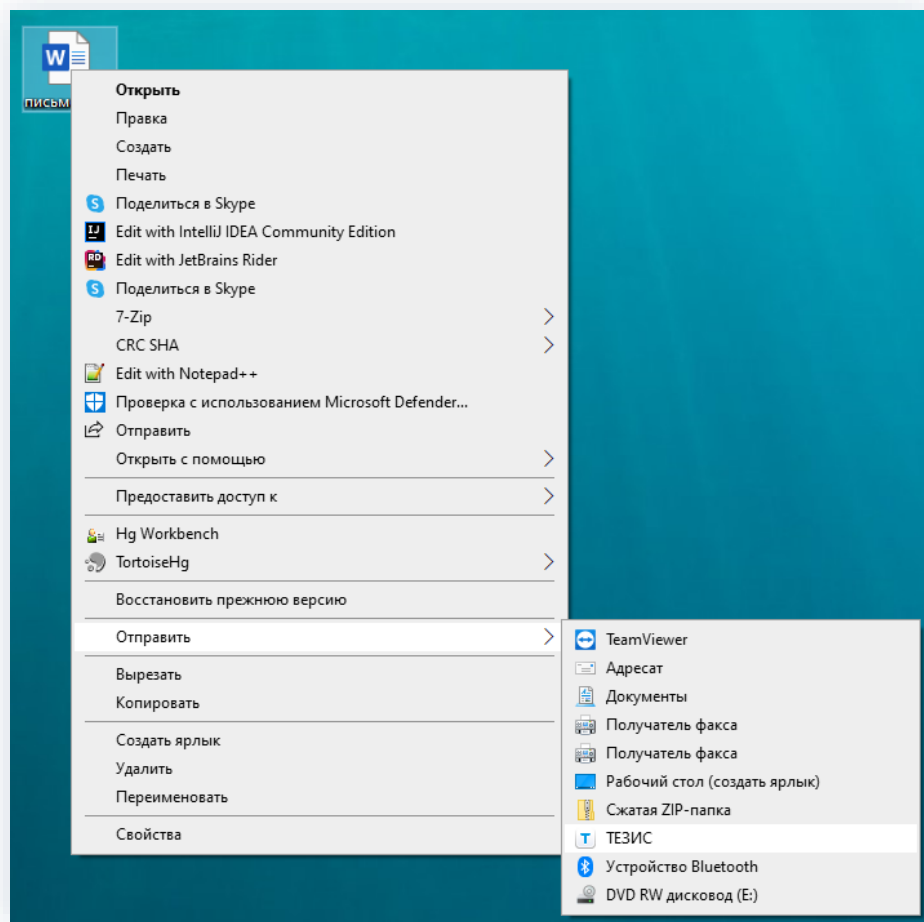 Открыть
Правка
Создать
Печать
Поделиться в Skype
Edit with IntelliJ IDEA Community Edition
Edit with JetBrains Rider
Поделиться в Skype
7-Zip
CRC SHA
Edit with Notepad++
Проверка с использованием Microsoft Defender...
Отправить
Открыть с помощью
Предоставить доступ к
Hg Workbench
TortoiseHg
Восстановить прежнюю версию
Отправить
Вырезать
Копировать
Создать ярлык
Удалить
Переименовать
Свойства
TeamViewer
Адресат
Документы
Получатель факса
Получатель факса
Рабочий стол (создать ярлык)
Сжатая ZIP-папка
ТЕЗИС
Устройство Bluetooth
DVD RW дисковод (E:)